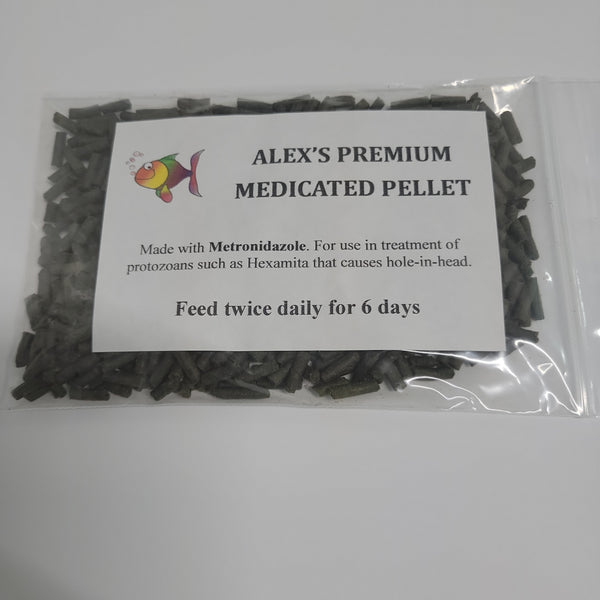 ALEX'S PREMIUM
MEDICATED PELLET
Made with Metronidazole. For use in treatment of
protozoans such as Hexamita that causes hole-in-head.
Feed twice daily for 6 days